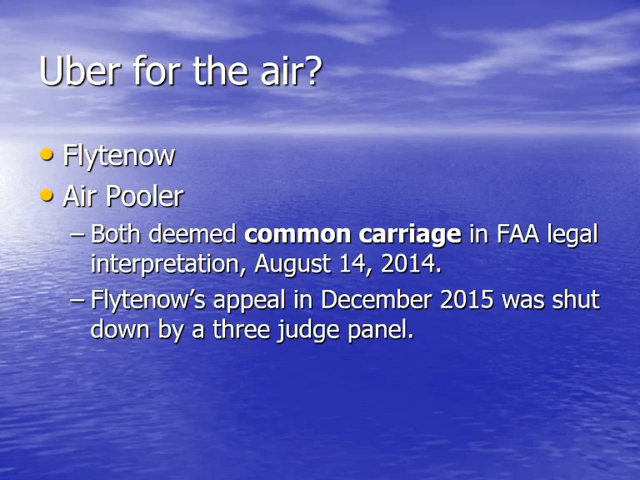 Uber for the air?
• Flytenow
• Air Pooler
– Both deemed common carriage in FAA legal
interpretation, August 14, 2014.
– Flytenow's appeal in December 2015 was shut
down by a three judge panel.